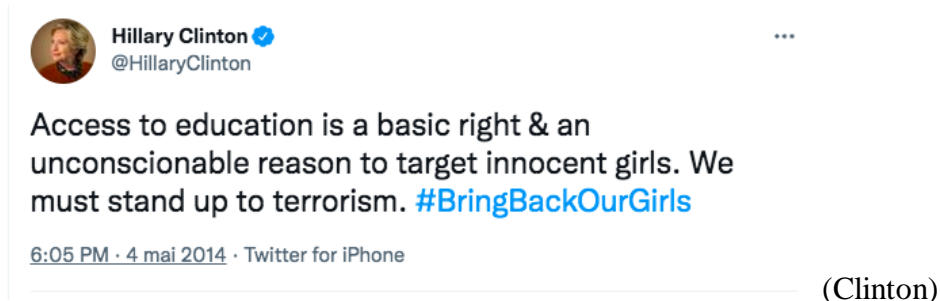 Hillary Clinton
@HillaryClinton
Access to education is a basic right & an
unconscionable reason to target innocent girls. We
must stand up to terrorism. #BringBackOurGirls
6:05 PM · 4 mai 2014 · Twitter for iPhone
(Clinton)